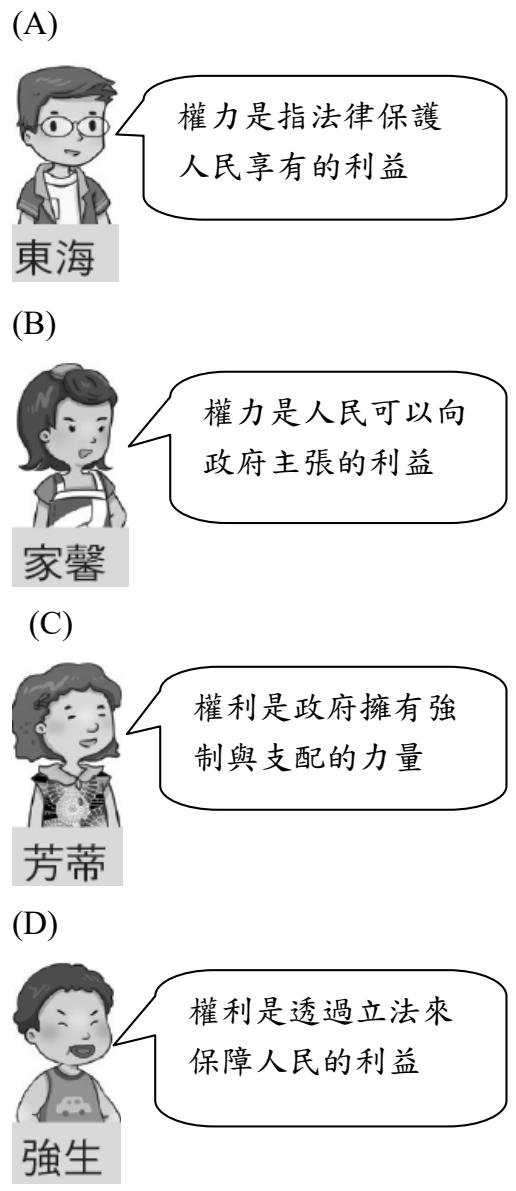 (A)
權力是指法律保護
人民享有的利益
東海
(B)
權力是人民可以向
政府主張的利益
家馨
(C)
權利是政府擁有強
制與支配的力量
芳蒂
(D)
權利是透過立法來
保障人民的利益
強生